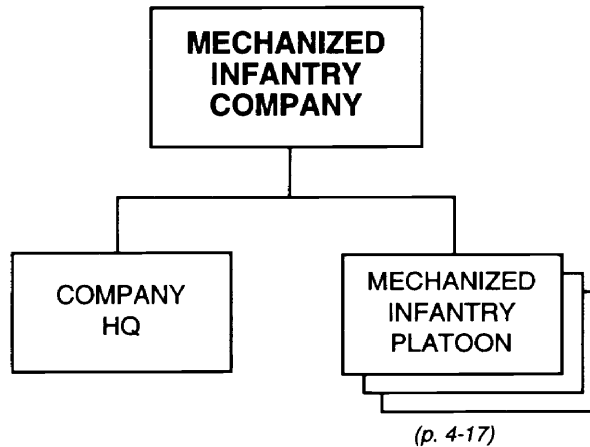 MECHANIZED
INFANTRY
COMPANY
COMPANY
HQ
MECHANIZED
INFANTRY
PLATOON
(p. 4-17)